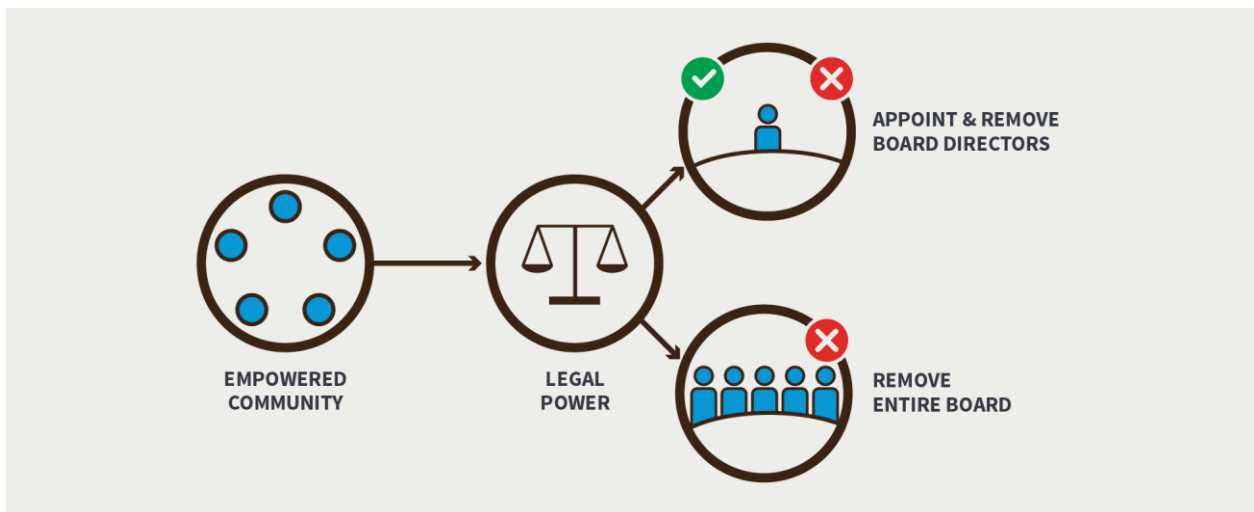 EMPOWERED
COMMUNITY
LEGAL
POWER
APPOINT & REMOVE
BOARD DIRECTORS
REMOVE
ENTIRE BOARD